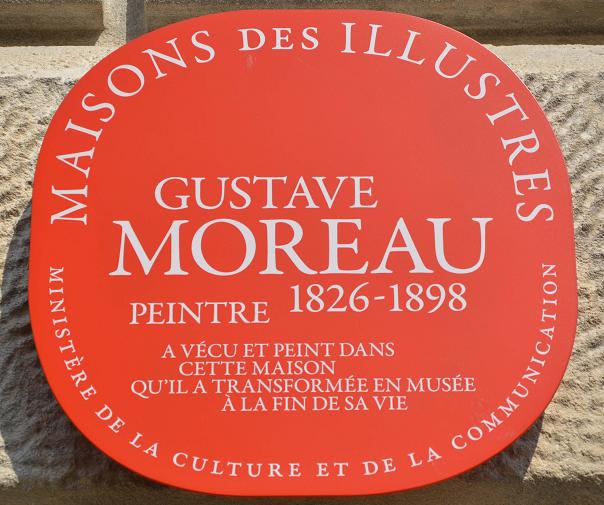 MAISONS DES ILLUSTRES
GUSTAVE
MOREAU
PEINTRE 1826-1898
A VÉCU ET PEINT DANS
CETTE MAISON
QU'IL A TRANSFORMÉE EN MUSÉE
À LA FIN DE SA VIE
MINISTÈRE DE LA CULTURE ET DE LA COMMUNICATION